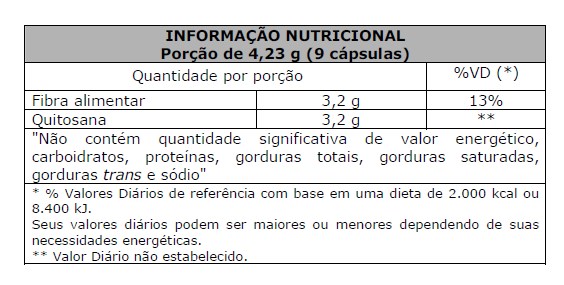 INFORMAÇÃO NUTRICIONAL
Porção de 4,23 g (9 cápsulas)
Quantidade por porção %VD (*)
Fibra alimentar 3,2 g 13%
Quitosana 3,2 g **
"Não contém quantidade significativa de valor energético,
carboidratos, proteínas, gorduras totais, gorduras saturadas,
gorduras trans e sódio"
* % Valores Diários de referência com base em uma dieta de 2.000 kcal ou
8.400 kJ.
Seus valores diários podem ser maiores ou menores dependendo de suas
necessidades energéticas.
** Valor Diário não estabelecido.